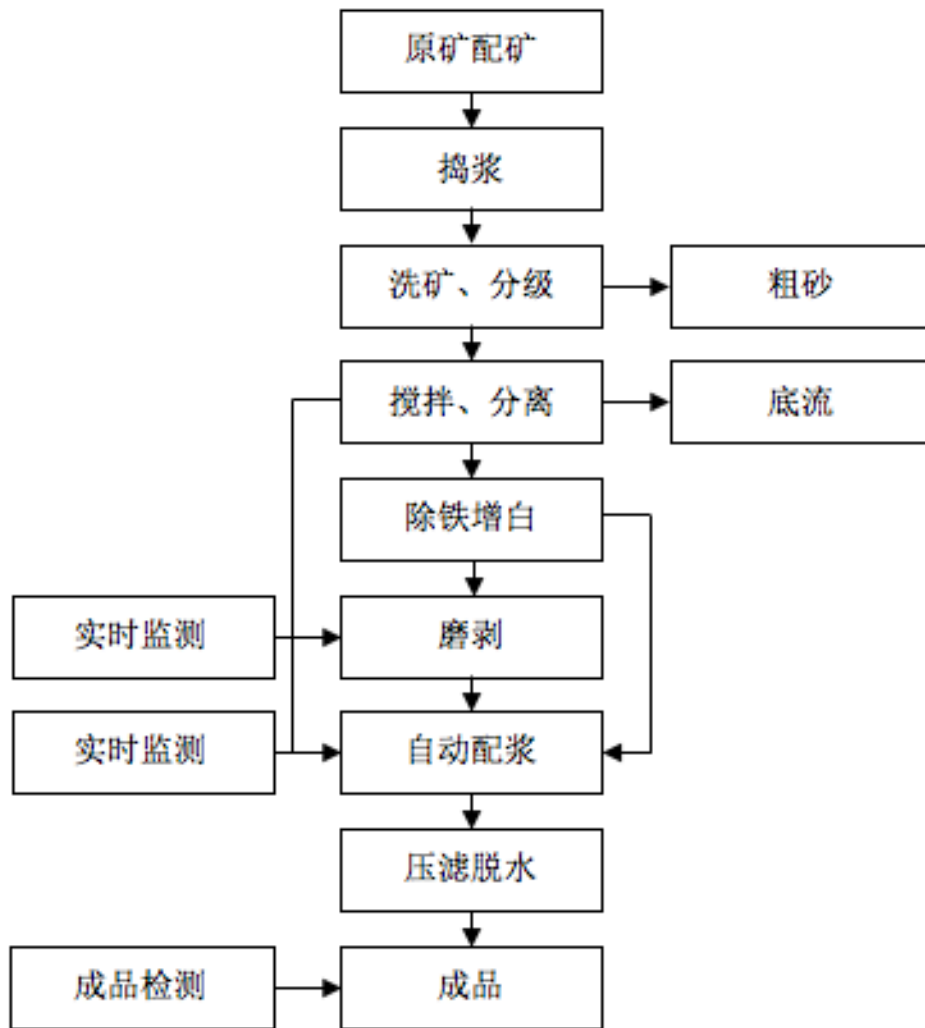 原矿配矿
捣浆
洗矿、分级
粗砂
搅拌、分离
底流
除铁增白
实时监测
磨剥
实时监测
自动配浆
压滤脱水
成品检测
成品